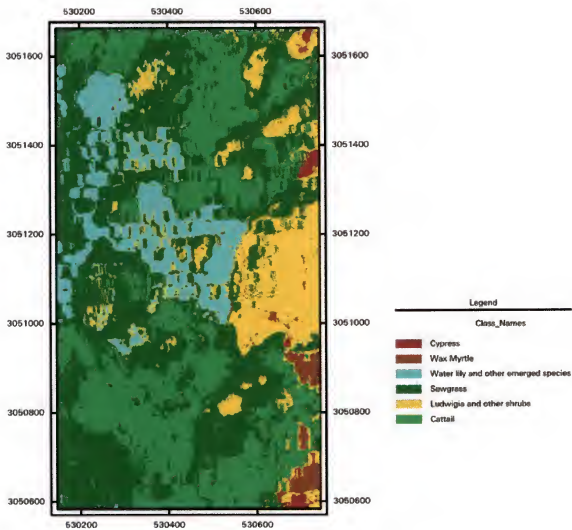 530200 530400 530600
3051600 3051600
3051400 3051400
3051200 3051200
3051000 3051000
3050800 3050800
3050600 3050600
530200 530400 530600
Legend
Class_Names
Cypress
Wax Myrtle
Water lily and other emerged species
Sawgrass
Ludwigia and other shrubs
Cattail